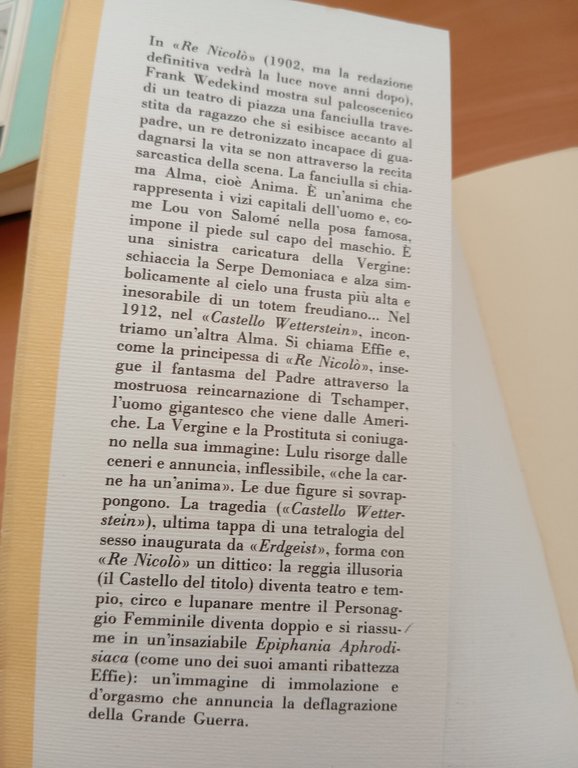 In «Re Nicolò» (1902, ma la redazione
definitiva vedrà la luce nove anni dopo),
Frank Wedekind mostra sul palcoscenico
di un teatro di piazza una fanciulla trave-
stita da ragazzo che si esibisce accanto al
padre, un re detronizzato incapace di gua-
dagnarsi la vita se non attraverso la recita
sarcastica della scena. La fanciulla si chia-
ma Alma, cioè Anima. È un'anima che
rappresenta i vizi capitali dell'uomo e, co-
me Lou von Salomé nella posa famosa,
impone il piede sul capo del maschio. È
una sinistra caricatura della Vergine:
schiaccia la Serpe Demoniaca e alza sim-
bolicamente al cielo una frusta più alta e
inesorabile di un totem freudiano... Nel
1912, nel «Castello Wetterstein», incon-
triamo un'altra Alma. Si chiama Effie e,
come la principessa di «Re Nicolò», inse-
gue il fantasma del Padre attraverso la
mostruosa reincarnazione di Tschamper,
l'uomo gigantesco che viene dalle Ameri-
che. La Vergine e la Prostituta si coniuga-
no nella sua immagine: Lulu risorge dalle
ceneri e annuncia, inflessibile, «che la car-
ne ha un'anima». Le due figure si sovrap-
pongono. La tragedia («Castello Wetter-
stein»), ultima tappa di una tetralogia del
sesso inaugurata da «Erdgeist», forma con
«Re Nicolò» un dittico: la reggia illusoria
(il Castello del titolo) diventa teatro e tem-
pio, circo e lupanare mentre il Personag-
gio Femminile diventa doppio e si riassu-
me in un'insaziabile Epiphania Aphrodi-
siaca (come uno dei suoi amanti ribattezza
Effie): un'immagine di immolazione e
d'orgasmo che annuncia la deflagrazione
della Grande Guerra.